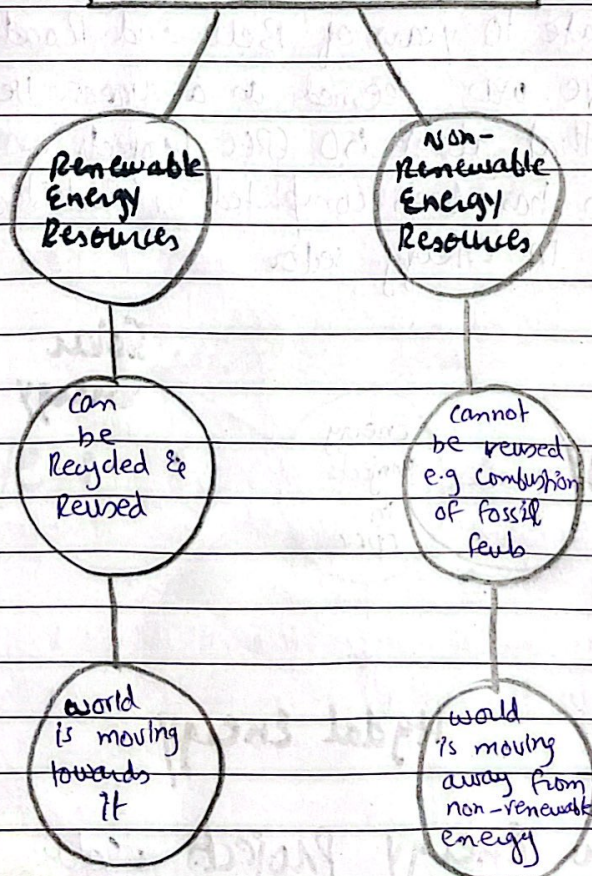 Renewable
Energy
Resources
Non-
Renewable
Energy
Resources
can
be
Recycled &
Reused
cannot
be reused
e.g combustion
of fossil
feuls
world
is moving
towards
It
world
is moving
away from
non-renewable
energy